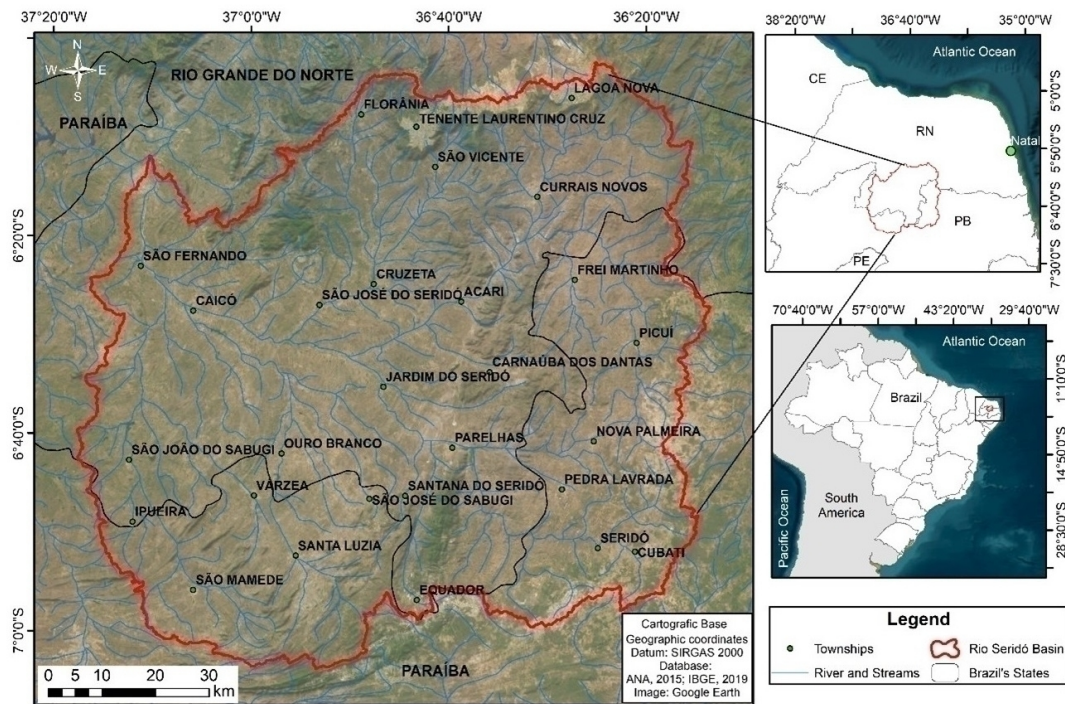 37°20'0"W
37°0'0"W
36°40'0"W
36°20'0"W
N
W
E
S
RIO GRANDE DO NORTE
PARAÍBA
LAGOA NOVA
FLORÂNIA
TENENTE LAURENTINO CRUZ
SÃO VICENTE
CURRAIS NOVOS
6°20'0"S
SÃO FERNANDO
FREI MARTINHO
CRUZETA
CAICÓ
SÃO JOSÉ DO SERIDÓ
ACARI
PICUÍ
CARNAÚBA DOS DANTAS
JARDIM DO SERIDÓ
6°40'0"S
SÃO JOÃO DO SABUGI
OURO BRANCO
PARELHAS
NOVA PALMEIRA
VÁRZEA
SANTANA DO SERIDÓ
PEDRA LAVRADA
SÃO JOSÉ DO SABUGI
IPUEIRA
SANTA LUZIA
SERIDÓ
CUBATI
SÃO MAMEDE
EQUADOR
7°0'0"S
PARAÍBA
0 5 10 20 30
km
Cartografic Base
Geographic coordinates
Datum: SIRGAS 2000
Database:
ANA, 2015; IBGE, 2019
Image: Google Earth
38°20'0"W
36°40'0"W
35°0'0"W
Atlantic Ocean
CE
5°0'0"S
RN
Natal
5°50'0"S
6°40'0"S
PB
PE
7°30'0"S
70°40'0"W
57°0'0"W
43°20'0"W
29°40'0"W
Atlantic Ocean
1°10'0"S
Brazil
14°50'0"S
South
America
Pacific Ocean
28°30'0"S
Legend
Townships
Rio Seridó Basin
River and Streams
Brazil's States